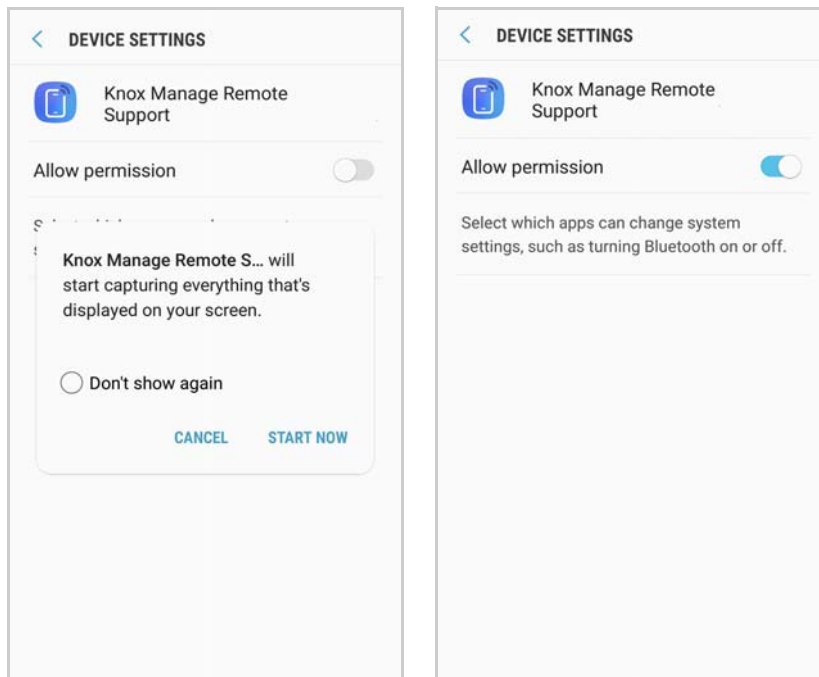 DEVICE SETTINGS
Knox Manage Remote
Support
Allow permission
Knox Manage Remote S... will
start capturing everything that's
displayed on your screen.
Don't show again
CANCEL START NOW
DEVICE SETTINGS
Knox Manage Remote
Support
Allow permission
Select which apps can change system
settings, such as turning Bluetooth on or off.